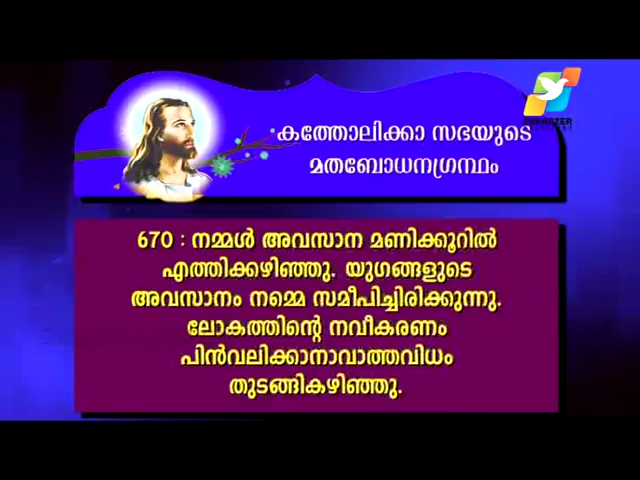 EBENEZER
കത്തോലിക്കാ സഭയുടെ
മതബോധനഗ്രന്ഥം
670 : നമ്മൾ അവസാന മണിക്കൂറിൽ
എത്തിക്കഴിഞ്ഞു. യുഗങ്ങളുടെ
അവസാനം നമ്മെ സമീപിച്ചിരിക്കുന്നു.
ലോകത്തിന്റെ നവീകരണം
പിൻവലിക്കാനാവാത്തവിധം
തുടങ്ങികഴിഞ്ഞു.